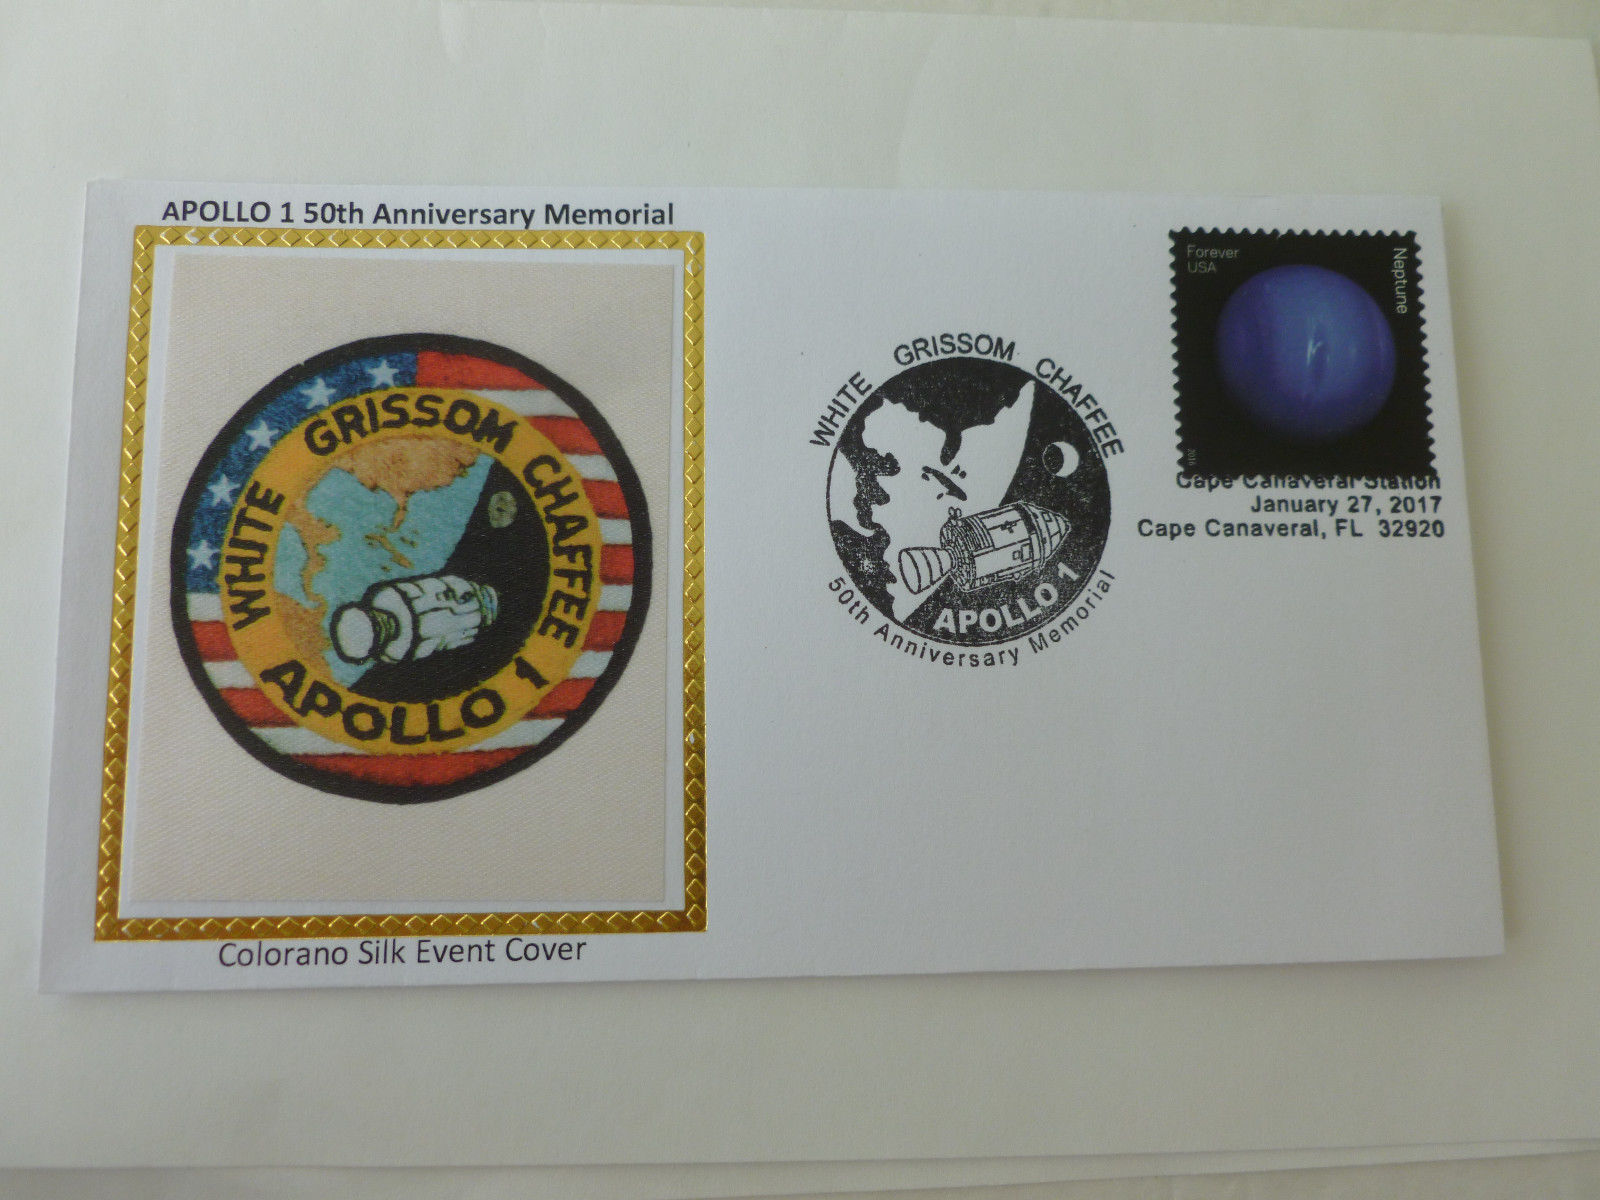 APOLLO 1 50th Anniversary Memorial
WHITE GRISSOM CHAFFEE
APOLLO 1
Colorano Silk Event Cover
WHITE GRISSOM CHAFFEE
APOLLO 1
50th Anniversary Memorial
Forever
USA
Neptune
2016
Cape Canaveral Station
January 27, 2017
Cape Canaveral, FL 32920